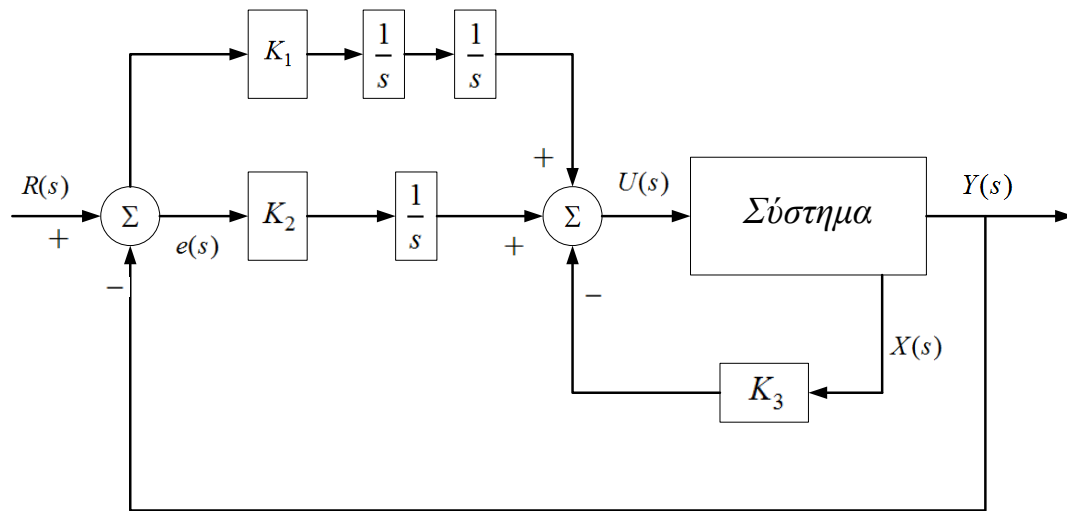 K₁
1/s
1/s
+
R(s)
+
Σ
−
e(s)
K₂
1/s
+
Σ
−
U(s)
Σύστημα
Y(s)
X(s)
K₃